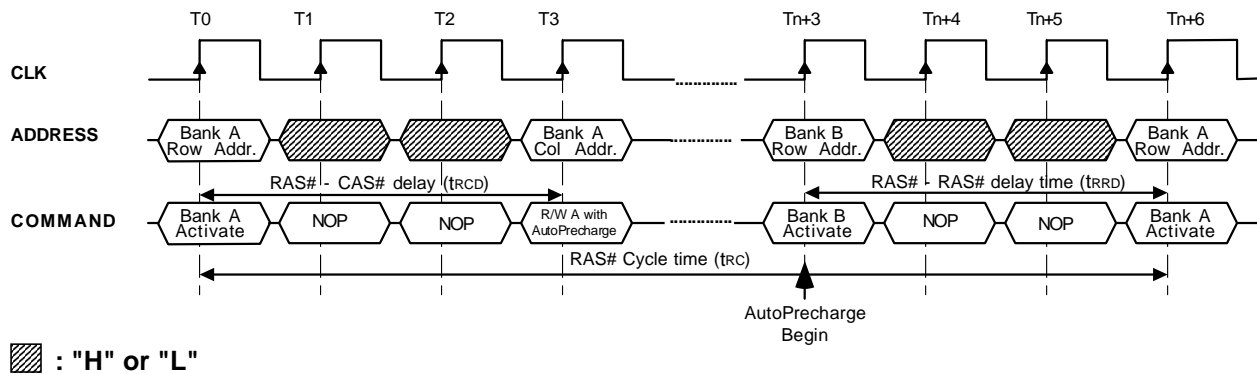 T0 T1 T2 T3 Tn+3 Tn+4 Tn+5 Tn+6
CLK
ADDRESS
Bank A
Row Addr.
Bank A
Col Addr.
Bank B
Row Addr.
Bank A
Row Addr.
RAS# - CAS# delay (tRCD)
RAS# - RAS# delay time (tRRD)
COMMAND
Bank A
Activate
NOP
NOP
R/W A with
AutoPrecharge
Bank B
Activate
NOP
NOP
Bank A
Activate
RAS# Cycle time (tRC)
AutoPrecharge
Begin
: "H" or "L"